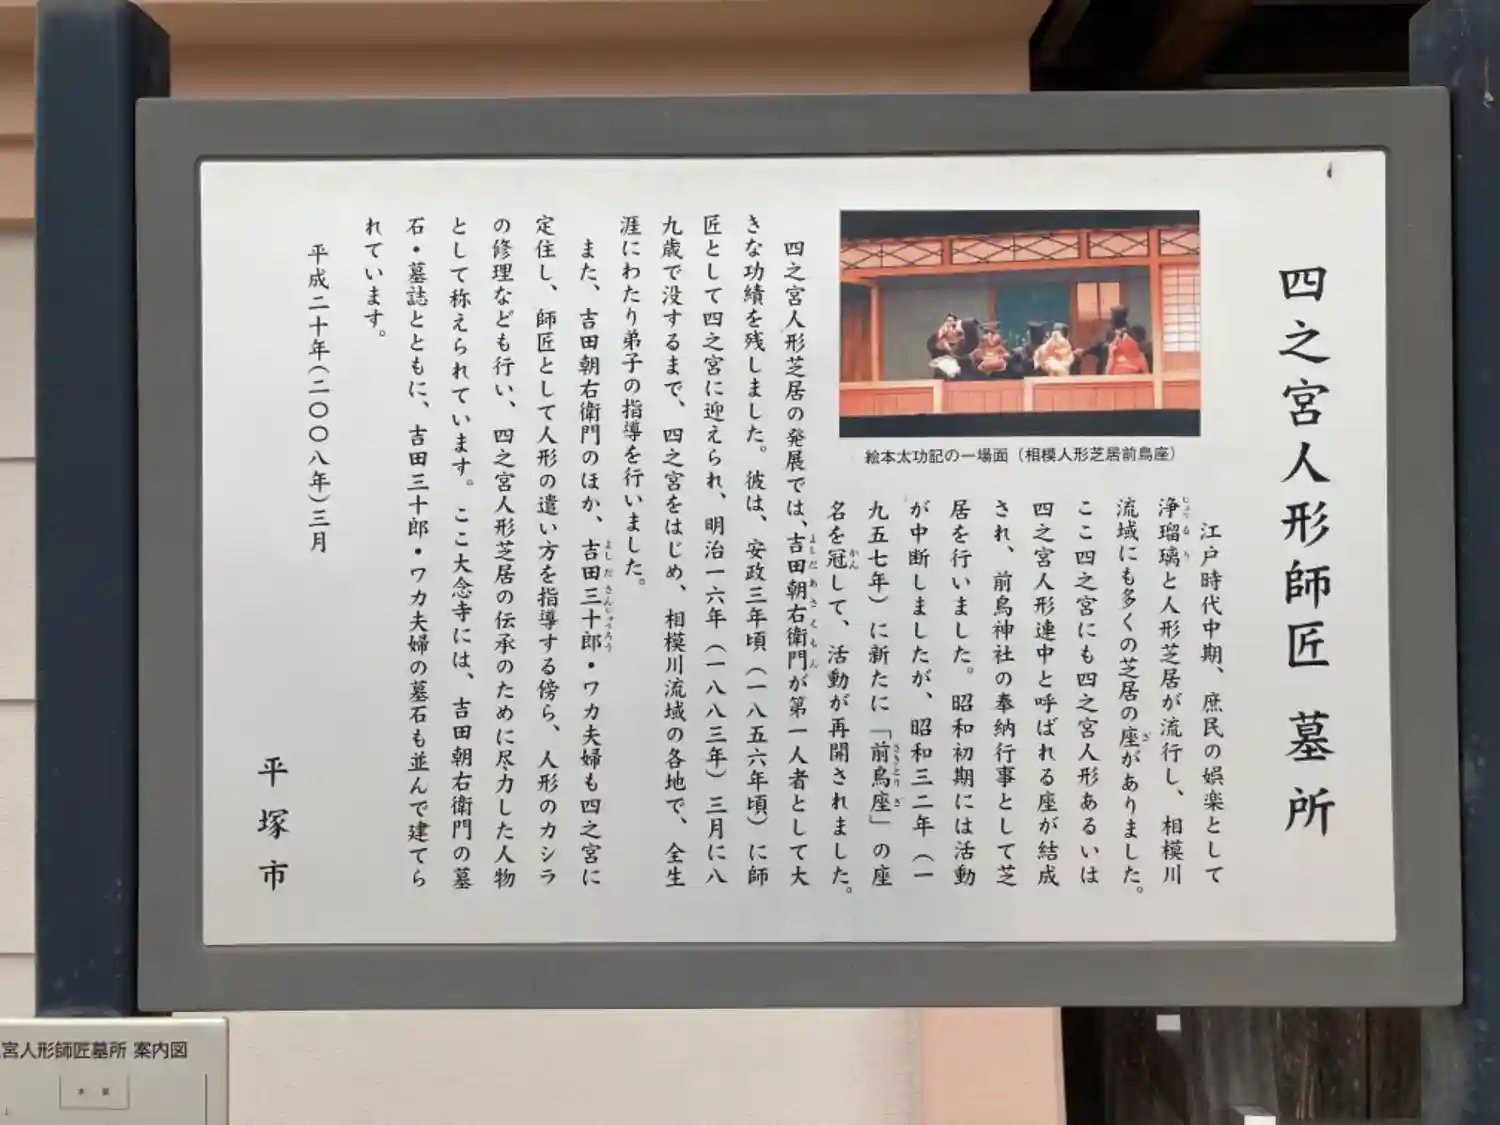 四之宮人形師匠 墓所
絵本太功記の一場面（相模人形芝居前鳥座）
江戸時代中期、庶民の娯楽として
浄瑠璃と人形芝居が流行し、相模川
流域にも多くの芝居の座がありました。
ここ四之宮にも四之宮人形あるいは
四之宮人形連中と呼ばれる座が結成
され、前鳥神社の奉納行事として芝
居を行いました。昭和初期には活動
が中断しましたが、昭和三二年（一
九五七年）に新たに「前鳥座」の座
名を冠して、活動が再開されました。
四之宮人形芝居の発展では、吉田朝右衛門が第一人者として大
きな功績を残しました。彼は、安政三年頃（一八五六年頃）に師
匠として四之宮に迎えられ、明治一六年（一八八三年）三月に八
九歳で没するまで、四之宮をはじめ、相模川流域の各地で、全生
涯にわたり弟子の指導を行いました。
また、吉田朝右衛門のほか、吉田三十郎・ワカ夫婦も四之宮に
定住し、師匠として人形の遣い方を指導する傍ら、人形のカシラ
の修理なども行い、四之宮人形芝居の伝承のために尽力した人物
として称えられています。ここ大念寺には、吉田朝右衛門の墓
石・墓誌とともに、吉田三十郎・ワカ夫婦の墓石も並んで建てら
れています。
平成二十年（二〇〇八年）三月
平塚市
宮人形師匠墓所 案内図
本堂